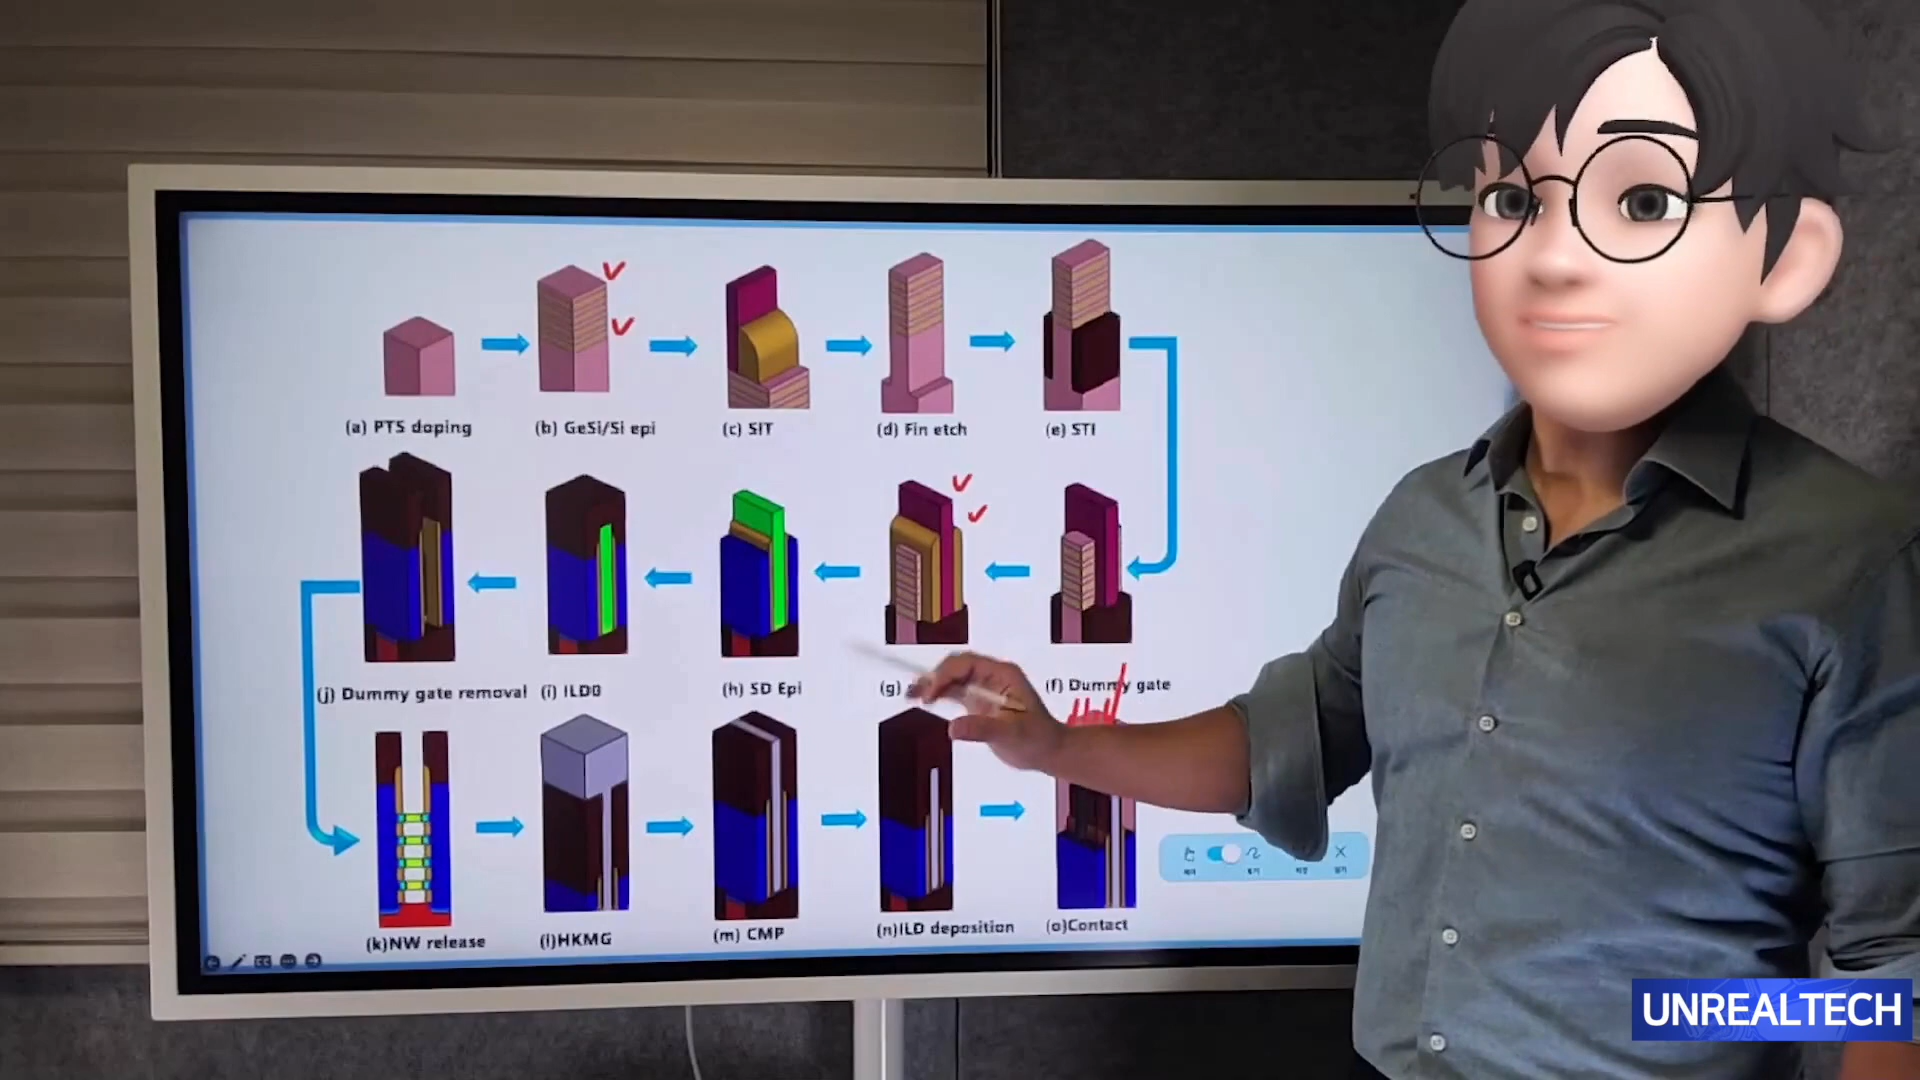 (a) PTS doping
(b) GeSi/Si epi
(c) SIT
(d) Fin etch
(e) STI
(j) Dummy gate removal
(i) ILD0
(h) SD Epi
(g)
(f) Dummy gate
(k)NW release
(l)HKMG
(m) CMP
(n)ILD deposition
(o)Contact
UNREALTECH